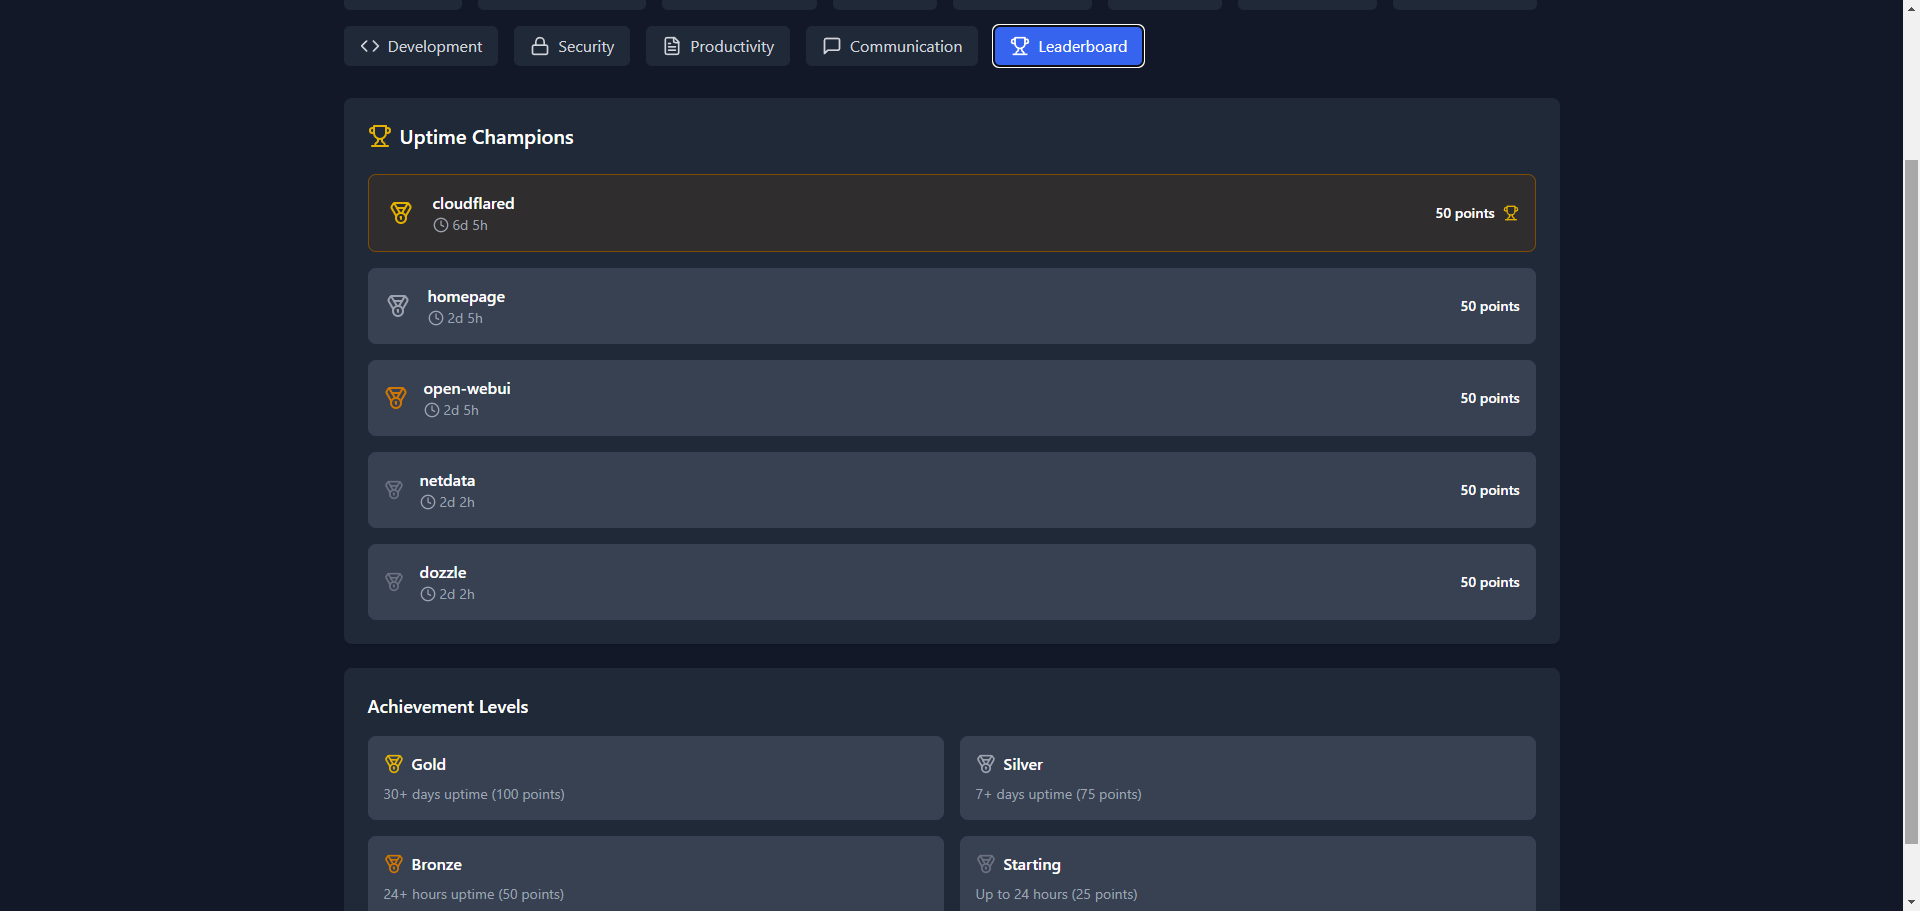 Development
Security
Productivity
Communication
Leaderboard
Uptime Champions
cloudflared
6d 5h
50 points
homepage
2d 5h
50 points
open-webui
2d 5h
50 points
netdata
2d 2h
50 points
dozzle
2d 2h
50 points
Achievement Levels
Gold
30+ days uptime (100 points)
Silver
7+ days uptime (75 points)
Bronze
24+ hours uptime (50 points)
Starting
Up to 24 hours (25 points)